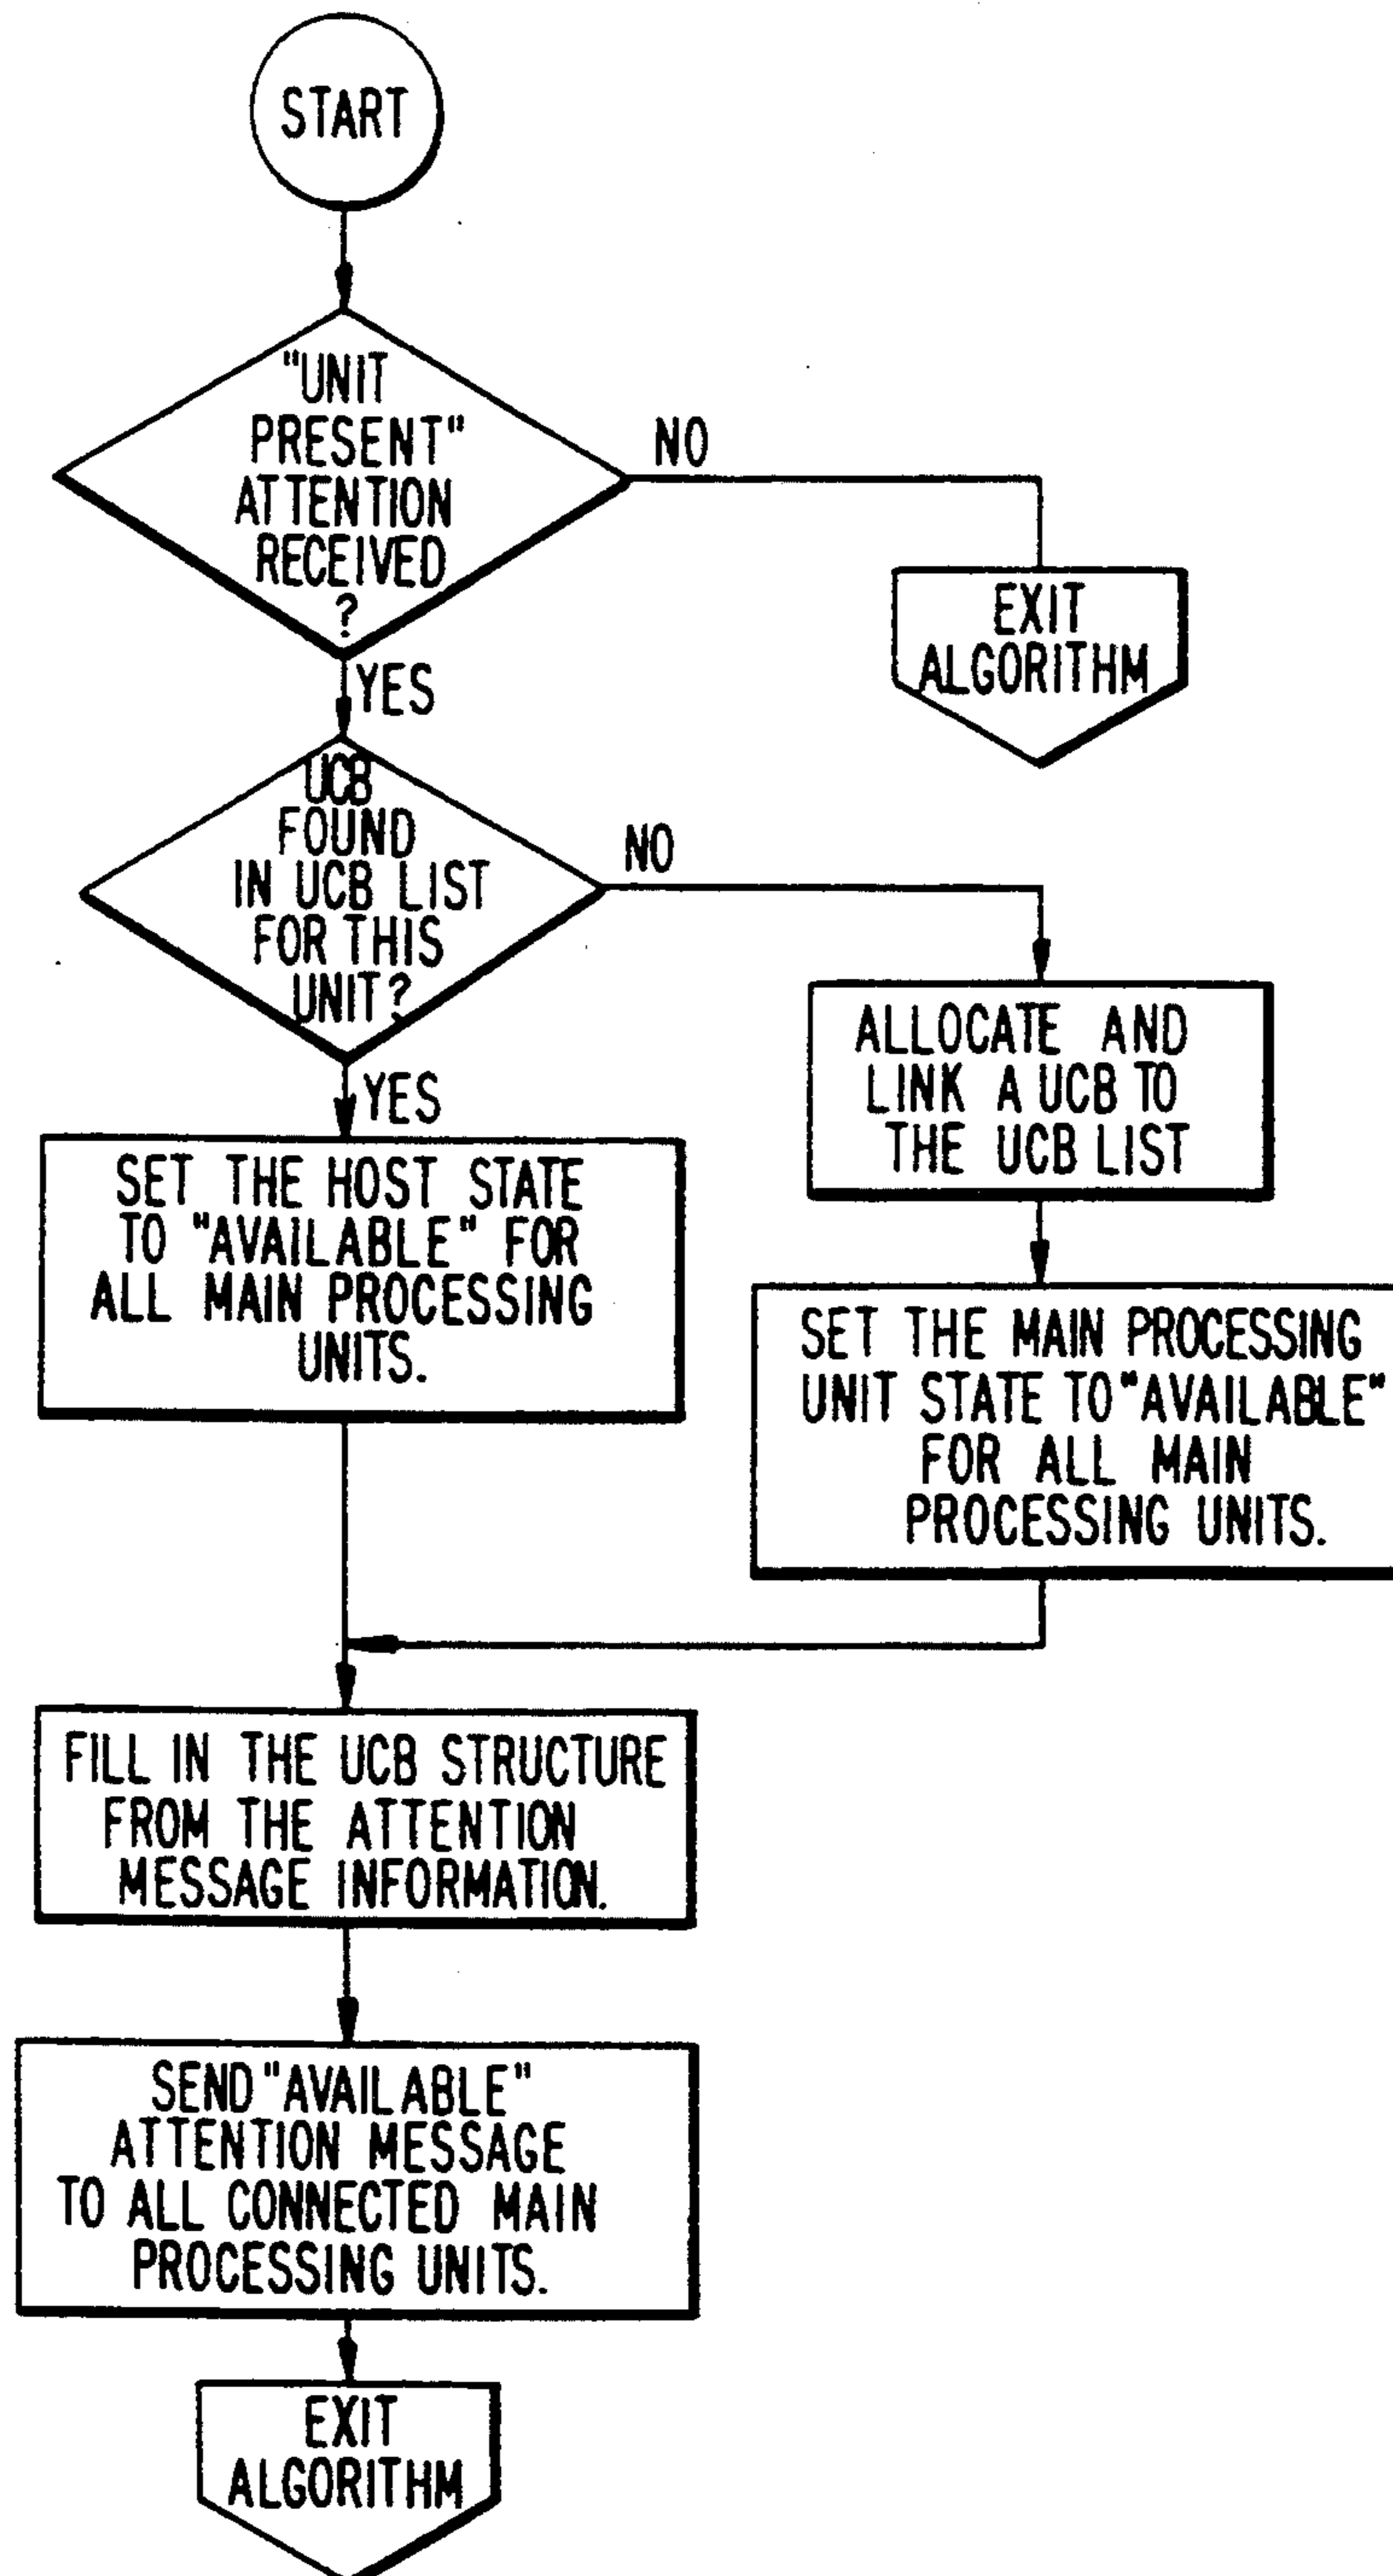 START
"UNIT
PRESENT"
ATTENTION
RECEIVED
?
NO
EXIT
ALGORITHM
YES
UCB
FOUND
IN UCB LIST
FOR THIS
UNIT?
NO
ALLOCATE AND
LINK A UCB TO
THE UCB LIST
YES
SET THE HOST STATE
TO "AVAILABLE" FOR
ALL MAIN PROCESSING
UNITS.
SET THE MAIN PROCESSING
UNIT STATE TO "AVAILABLE"
FOR ALL MAIN
PROCESSING UNITS.
FILL IN THE UCB STRUCTURE
FROM THE ATTENTION
MESSAGE INFORMATION.
SEND "AVAILABLE"
ATTENTION MESSAGE
TO ALL CONNECTED MAIN
PROCESSING UNITS.
EXIT
ALGORITHM